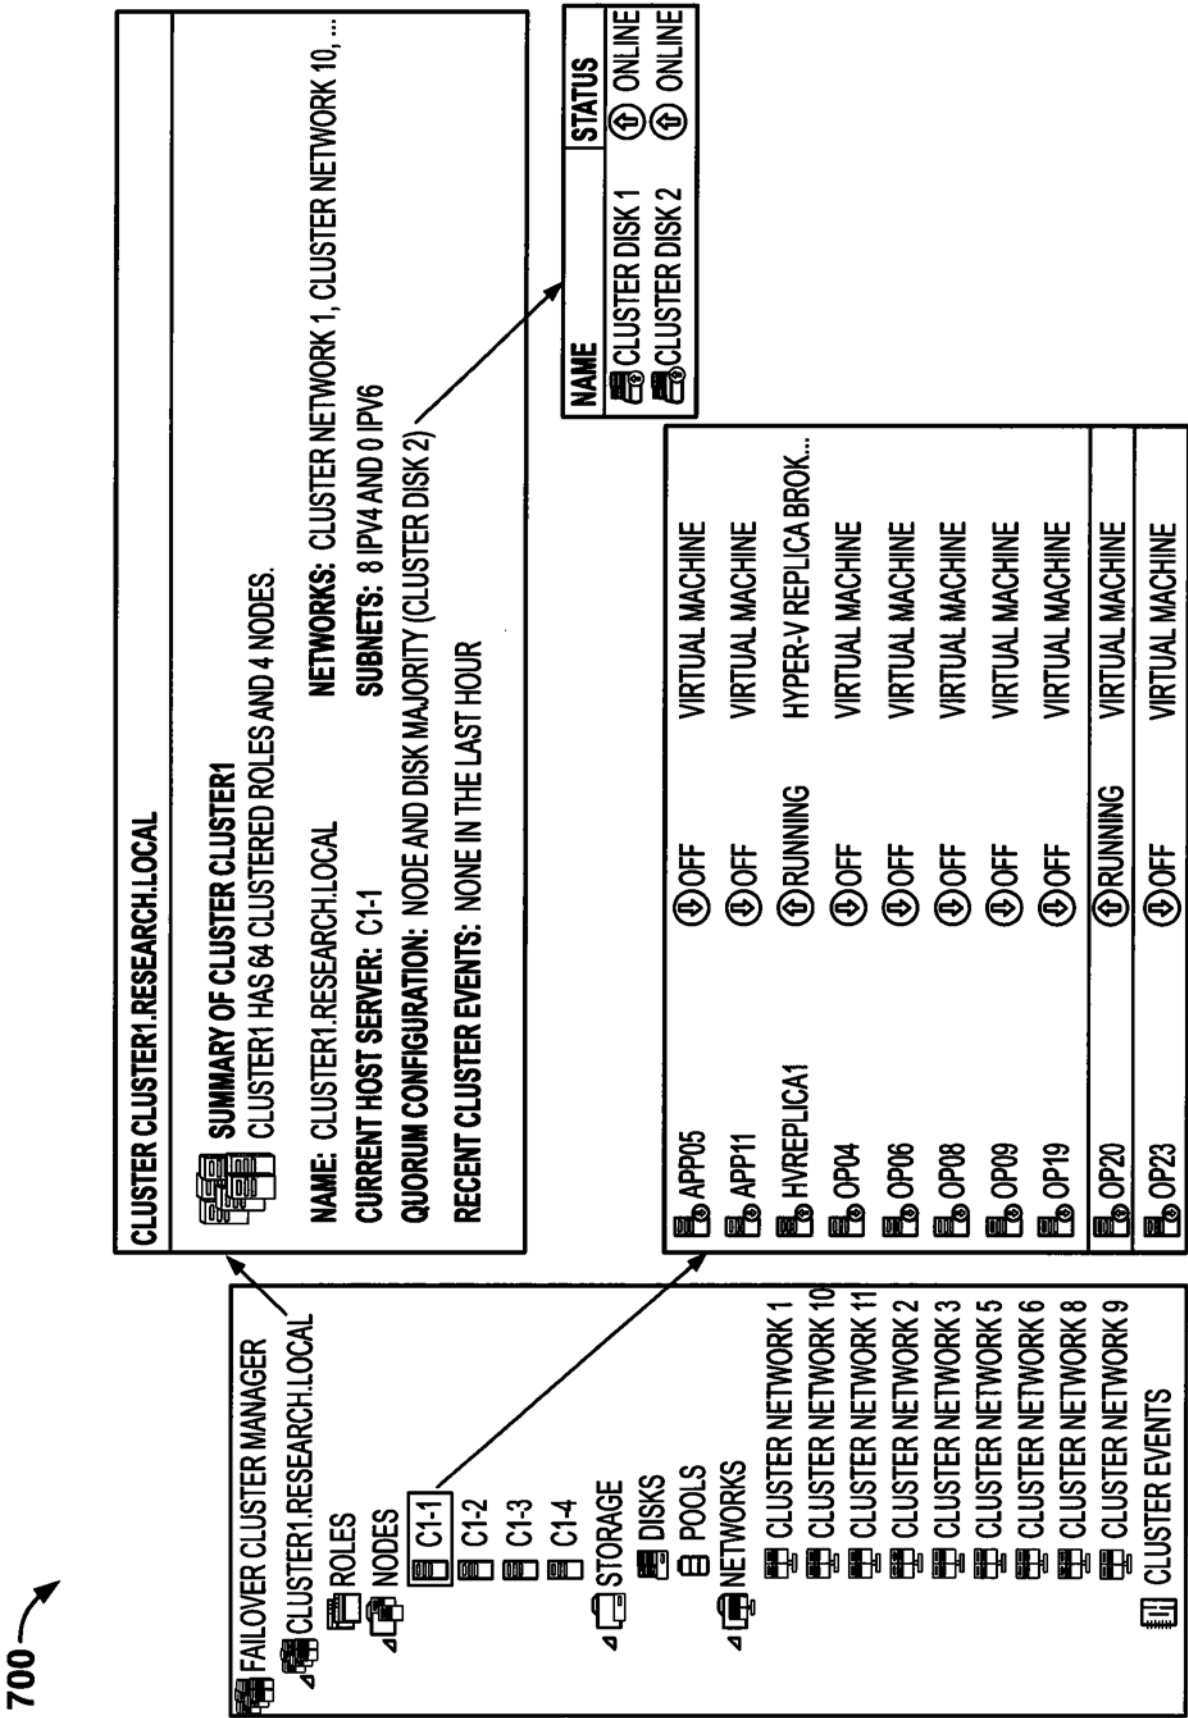 700
FAILOVER CLUSTER MANAGER
CLUSTER1.RESEARCH.LOCAL
ROLES
NODES
C1-1
C1-2
C1-3
C1-4
STORAGE
DISKS
POOLS
NETWORKS
CLUSTER NETWORK 1
CLUSTER NETWORK 10
CLUSTER NETWORK 11
CLUSTER NETWORK 2
CLUSTER NETWORK 3
CLUSTER NETWORK 5
CLUSTER NETWORK 6
CLUSTER NETWORK 8
CLUSTER NETWORK 9
CLUSTER EVENTS
CLUSTER CLUSTER1.RESEARCH.LOCAL
SUMMARY OF CLUSTER CLUSTER1
CLUSTER1 HAS 64 CLUSTERED ROLES AND 4 NODES.
NAME: CLUSTER1.RESEARCH.LOCAL NETWORKS: CLUSTER NETWORK 1, CLUSTER NETWORK 10, ...
CURRENT HOST SERVER: C1-1 SUBNETS: 8 IPV4 AND 0 IPV6
QUORUM CONFIGURATION: NODE AND DISK MAJORITY (CLUSTER DISK 2)
RECENT CLUSTER EVENTS: NONE IN THE LAST HOUR
NAME STATUS
CLUSTER DISK 1 ONLINE
CLUSTER DISK 2 ONLINE
APP05 OFF VIRTUAL MACHINE
APP11 OFF VIRTUAL MACHINE
HVREPLICA1 RUNNING HYPER-V REPLICA BROK...
OP04 OFF VIRTUAL MACHINE
OP06 OFF VIRTUAL MACHINE
OP08 OFF VIRTUAL MACHINE
OP09 OFF VIRTUAL MACHINE
OP19 OFF VIRTUAL MACHINE
OP20 RUNNING VIRTUAL MACHINE
OP23 OFF VIRTUAL MACHINE